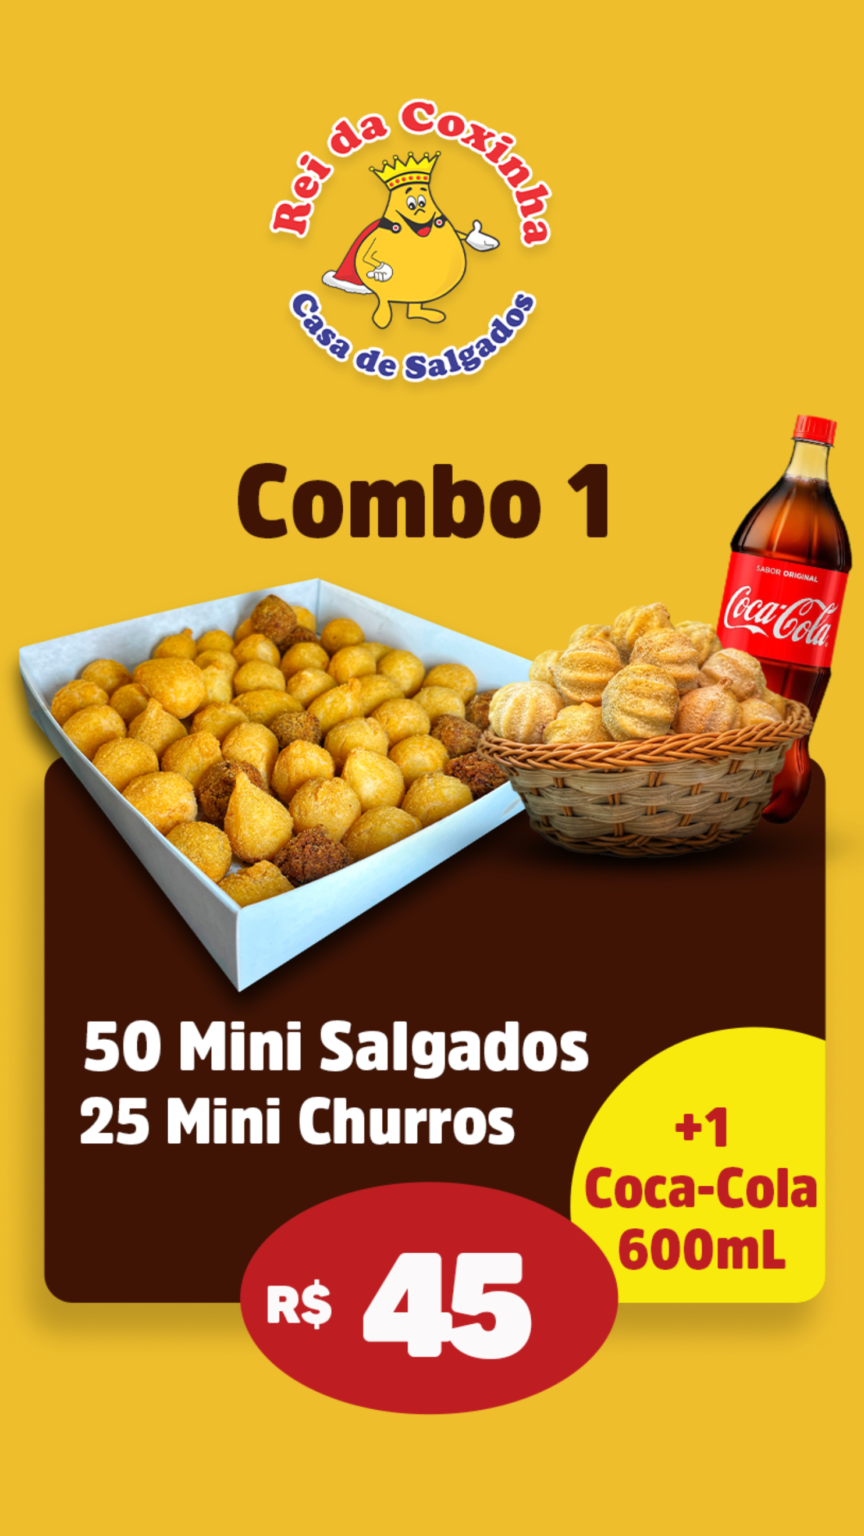 Rei da Coxinha
Casa de Salgados
Combo 1
SABOR ORIGINAL
Coca-Cola
50 Mini Salgados
25 Mini Churros
+1
Coca-Cola
600mL
R$ 45